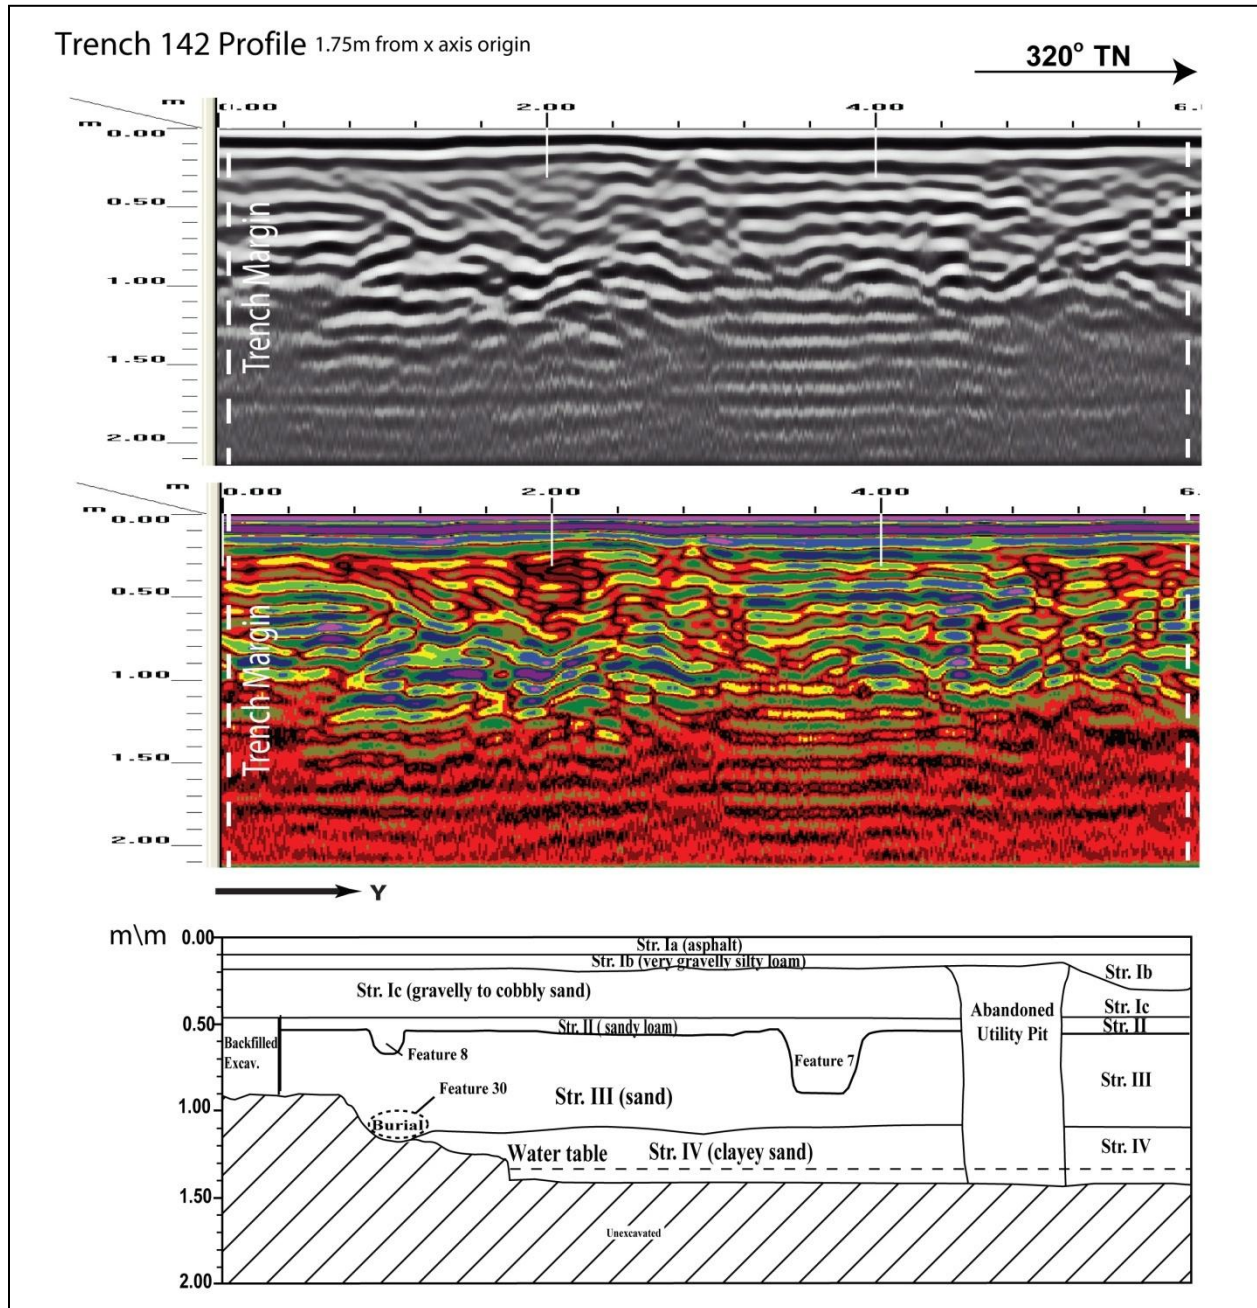 Trench 142 Profile 1.75m from x axis origin
320° TN
m
2.00
4.00
m
0.00
0.50
1.00
1.50
2.00
Trench Margin
m
0.00
2.00
4.00
m
0.00
0.50
1.00
1.50
2.00
Trench Margin
Y
m\m
0.00
0.50
1.00
1.50
2.00
Str. Ia (asphalt)
Str. Ib (very gravelly silty loam)
Str. Ib
Str. Ic (gravelly to cobbly sand)
Str. Ic
Abandoned
Utility Pit
Str. II ( sandy loam)
Str. II
Backfilled
Excav.
Feature 8
Feature 7
Feature 30
Str. III (sand)
Str. III
Burial
Water table
Str. IV (clayey sand)
Str. IV
Unexcavated